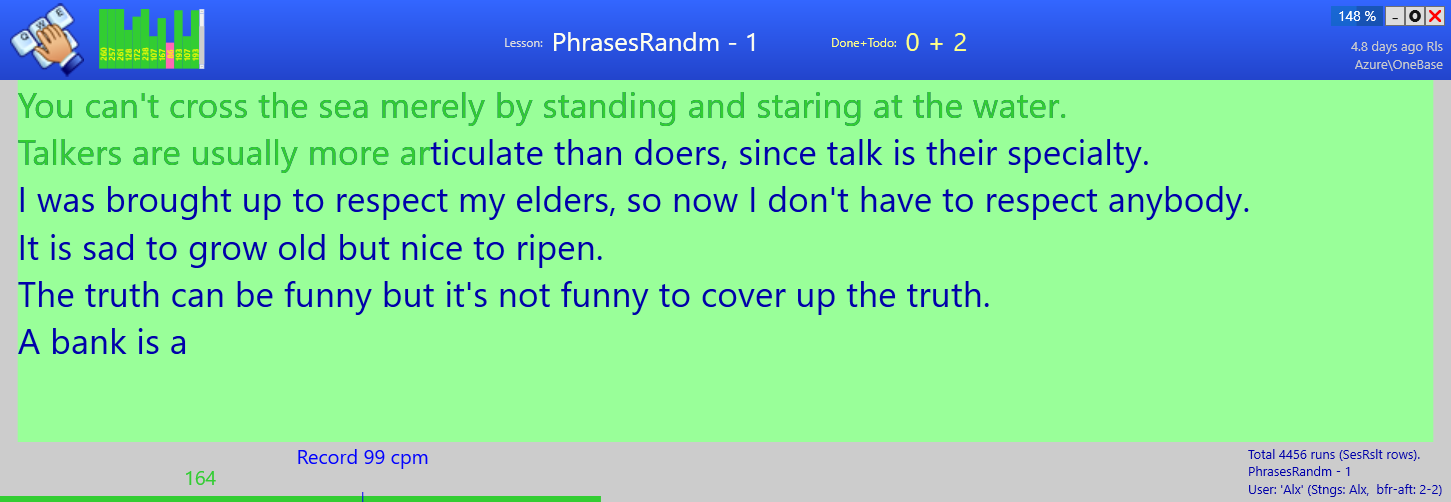 148 %
Lesson: PhrasesRandm - 1
Done+Todo: 0 + 2
4.8 days ago Rls
Azure\OneBase
You can't cross the sea merely by standing and staring at the water.
Talkers are usually more articulate than doers, since talk is their specialty.
I was brought up to respect my elders, so now I don't have to respect anybody.
It is sad to grow old but nice to ripen.
The truth can be funny but it's not funny to cover up the truth.
A bank is a
Record 99 cpm
164
Total 4456 runs (SesRslt rows).
PhrasesRandm - 1
User: 'Alx' (Stngs: Alx, bfr-aft: 2-2)